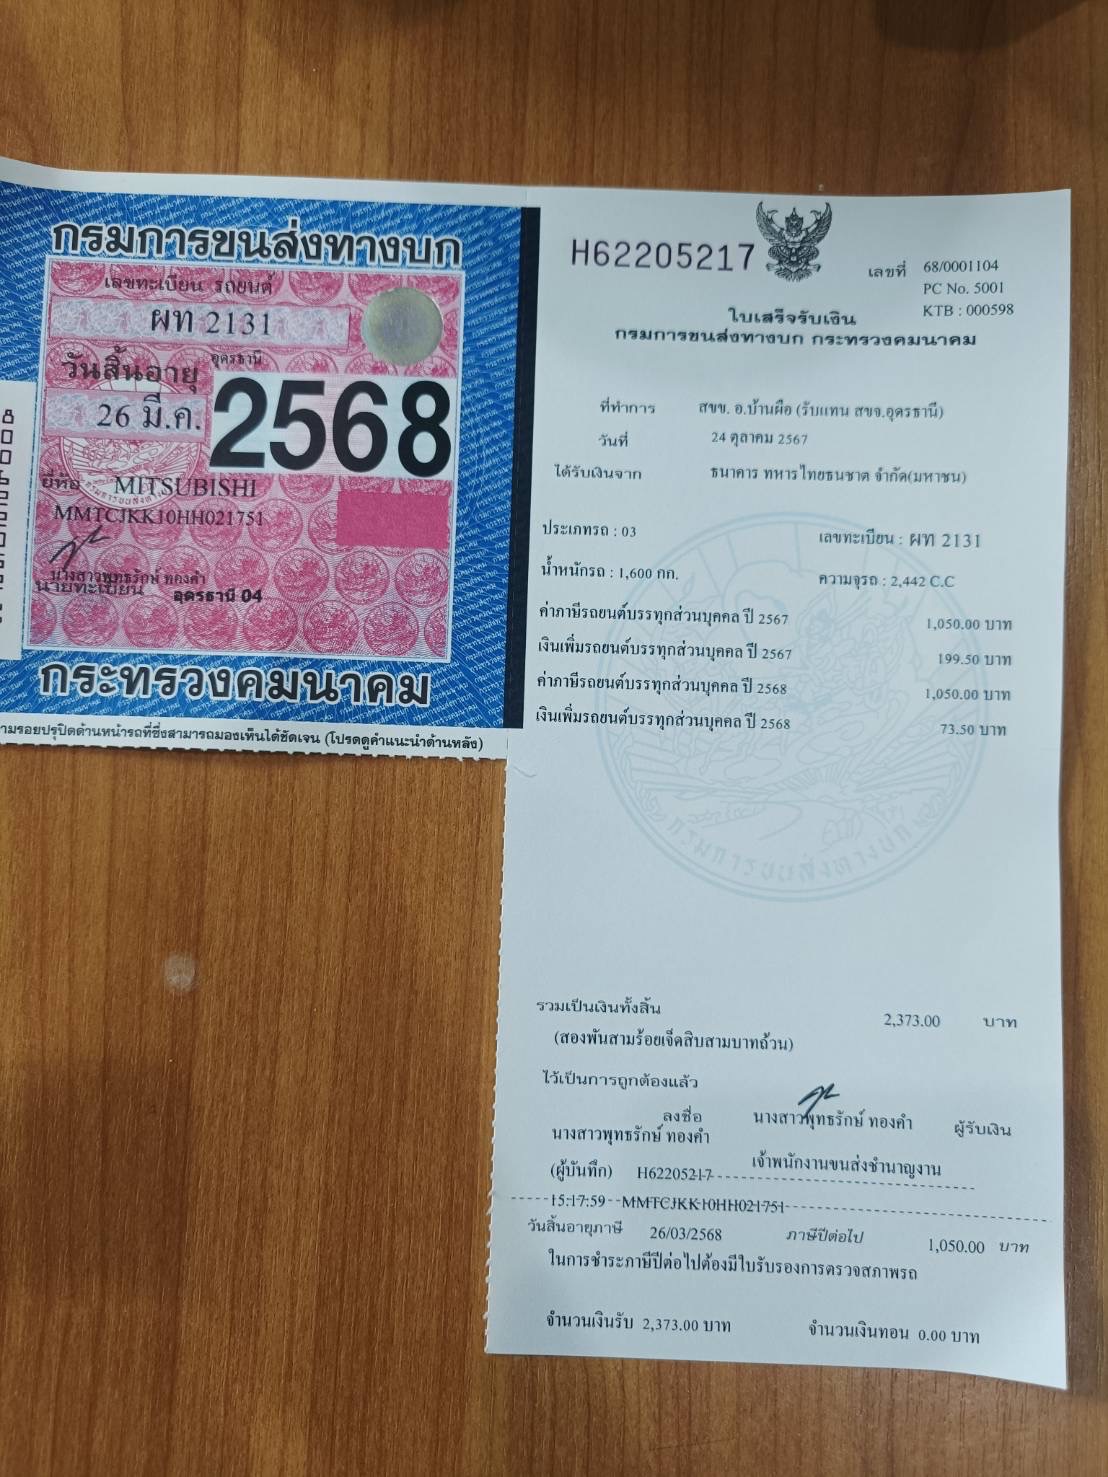 กรมการขนส่งทางบก
เลขทะเบียน รถยนต์
ผท 2131
อุดรธานี
วันสิ้นอายุ
26 มี.ค.
2568
ยี่ห้อ MITSUBISHI
MMTCJKK10HH021751
นางสาวพุทธรักษ์ ทองคำ
นายทะเบียน อุดรธานี 04
กระทรวงคมนาคม
ามรอยปรุปิดด้านหน้ารถที่ซึ่งสามารถมองเห็นได้ชัดเจน (โปรดดูคำแนะนำด้านหลัง)
H62205217
เลขที่ 68/0001104
PC No. 5001
KTB : 000598
ใบเสร็จรับเงิน
กรมการขนส่งทางบก กระทรวงคมนาคม
ที่ทำการ สขข. อ.บ้านผือ (รับแทน สขจ.อุดรธานี)
วันที่ 24 ตุลาคม 2567
ได้รับเงินจาก ธนาคาร ทหารไทยธนชาต จำกัด(มหาชน)
ประเภทรถ : 03 เลขทะเบียน : ผท 2131
น้ำหนักรถ : 1,600 กก. ความจุรถ : 2,442 C.C
ค่าภาษีรถยนต์บรรทุกส่วนบุคคล ปี 2567 1,050.00 บาท
เงินเพิ่มรถยนต์บรรทุกส่วนบุคคล ปี 2567 199.50 บาท
ค่าภาษีรถยนต์บรรทุกส่วนบุคคล ปี 2568 1,050.00 บาท
เงินเพิ่มรถยนต์บรรทุกส่วนบุคคล ปี 2568 73.50 บาท
กรมการขนส่งทางบก
รวมเป็นเงินทั้งสิ้น 2,373.00 บาท
(สองพันสามร้อยเจ็ดสิบสามบาทถ้วน)
ไว้เป็นการถูกต้องแล้ว
ลงชื่อ นางสาวพุทธรักษ์ ทองคำ ผู้รับเงิน
นางสาวพุทธรักษ์ ทองคำ
เจ้าพนักงานขนส่งชำนาญงาน
(ผู้บันทึก) H62205217
15:17:59 MMTCJKK10HH021751
วันสิ้นอายุภาษี 26/03/2568 ภาษีปีต่อไป 1,050.00 บาท
ในการชำระภาษีปีต่อไปต้องมีใบรับรองการตรวจสภาพรถ
จำนวนเงินรับ 2,373.00 บาท จำนวนเงินทอน 0.00 บาท